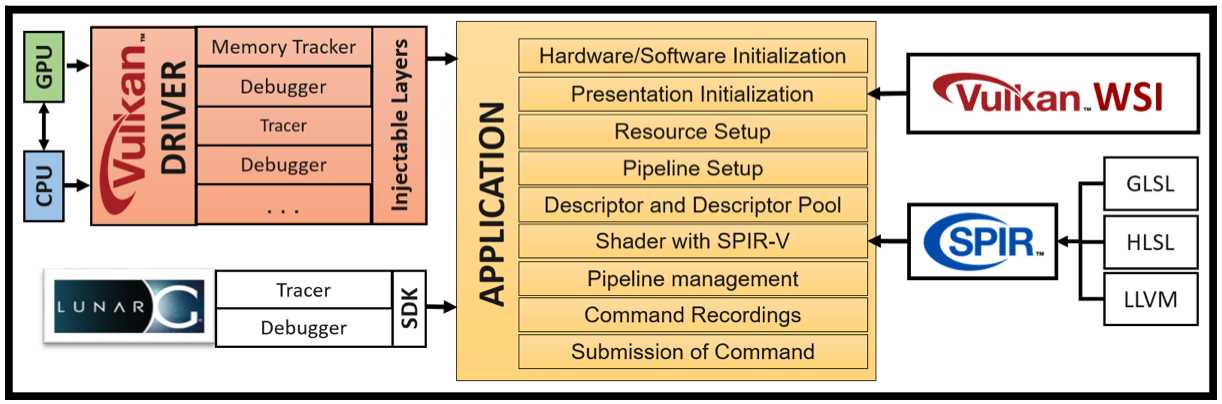 GPU
CPU
Vulkan™
DRIVER
Memory Tracker
Debugger
Tracer
Debugger
. . .
Injectable Layers
LUNAR G
Tracer
Debugger
SDK
APPLICATION
Hardware/Software Initialization
Presentation Initialization
Resource Setup
Pipeline Setup
Descriptor and Descriptor Pool
Shader with SPIR-V
Pipeline management
Command Recordings
Submission of Command
Vulkan™ WSI
SPIR™
GLSL
HLSL
LLVM